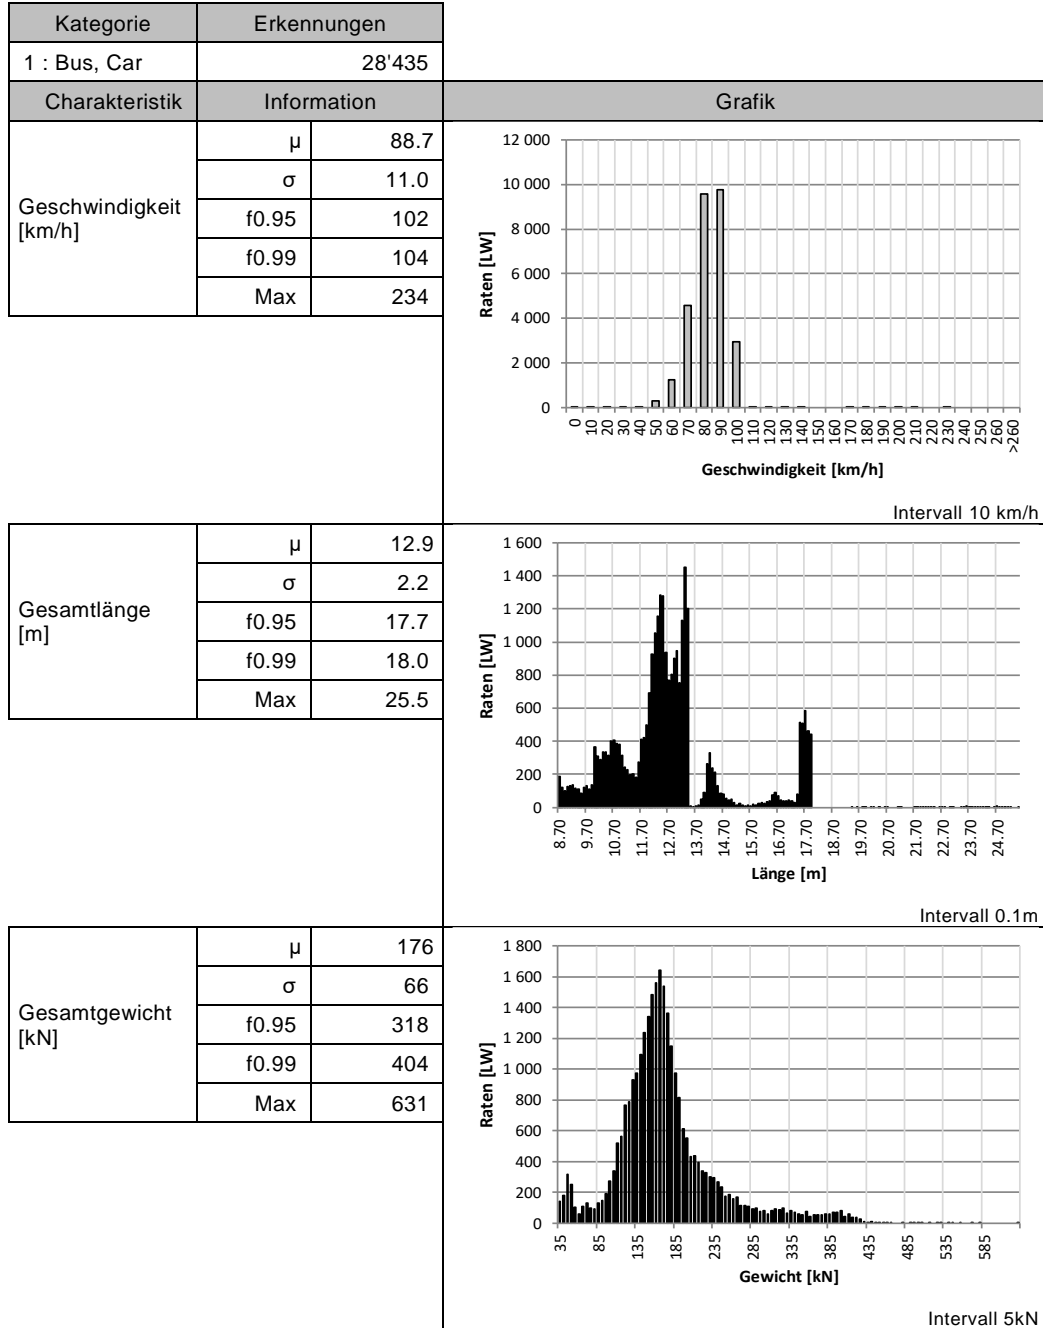 Kategorie Erkennungen
1 : Bus, Car 28'435
Charakteristik Information Grafik
Geschwindigkeit
[km/h]
μ 88.7
σ 11.0
f0.95 102
f0.99 104
Max 234
12 000
10 000
8 000
6 000
4 000
2 000
0
Raten [LW]
0 10 20 30 40 50 60 70 80 90 100 110 120 130 140 150 160 170 180 190 200 210 220 230 240 250 260 >260
Geschwindigkeit [km/h]
Intervall 10 km/h
Gesamtlänge
[m]
μ 12.9
σ 2.2
f0.95 17.7
f0.99 18.0
Max 25.5
1 600
1 400
1 200
1 000
800
600
400
200
0
Raten [LW]
8.70 9.70 10.70 11.70 12.70 13.70 14.70 15.70 16.70 17.70 18.70 19.70 20.70 21.70 22.70 23.70 24.70
Länge [m]
Intervall 0.1m
Gesamtgewicht
[kN]
μ 176
σ 66
f0.95 318
f0.99 404
Max 631
1 800
1 600
1 400
1 200
1 000
800
600
400
200
0
Raten [LW]
35 85 135 185 235 285 335 385 435 485 535 585
Gewicht [kN]
Intervall 5kN